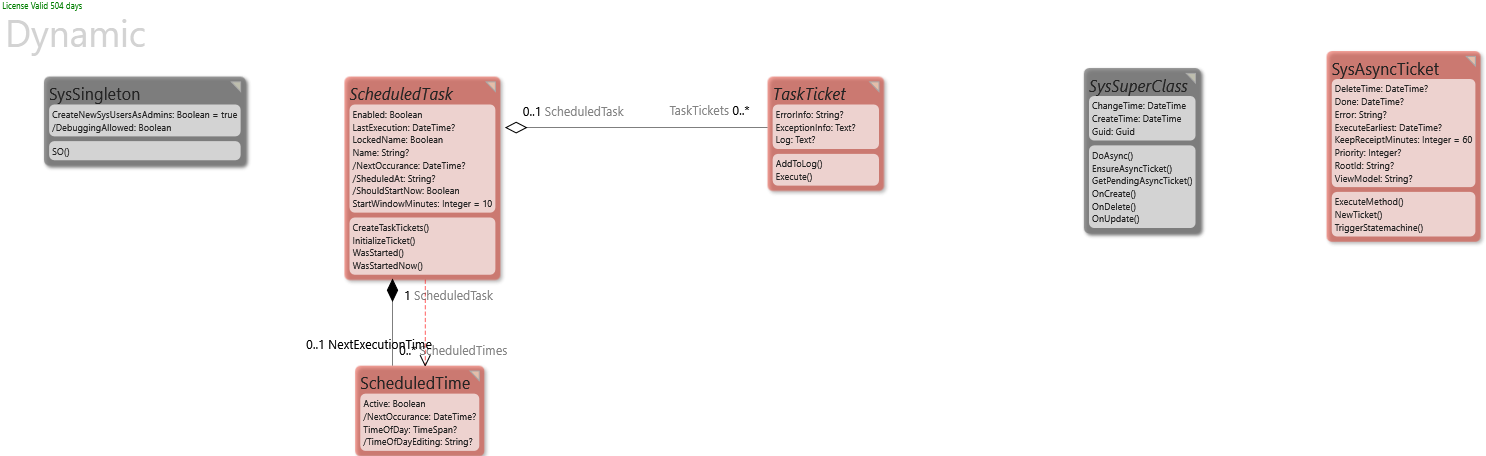 License Valid 504 days
Dynamic
SysSingleton
CreateNewSysUsersAsAdmins: Boolean = true
/DebuggingAllowed: Boolean
SO()
ScheduledTask
Enabled: Boolean
LastExecution: DateTime?
LockedName: Boolean
Name: String?
/NextOccurance: DateTime?
/SheduledAt: String?
/ShouldStartNow: Boolean
StartWindowMinutes: Integer = 10
CreateTaskTickets()
InitializeTicket()
WasStarted()
WasStartedNow()
0..1 ScheduledTask
TaskTickets 0..*
TaskTicket
ErrorInfo: String?
ExceptionInfo: Text?
Log: Text?
AddToLog()
Execute()
SysSuperClass
ChangeTime: DateTime
CreateTime: DateTime
Guid: Guid
DoAsync()
EnsureAsyncTicket()
GetPendingAsyncTicket()
OnCreate()
OnDelete()
OnUpdate()
SysAsyncTicket
DeleteTime: DateTime?
Done: DateTime?
Error: String?
ExecuteEarliest: DateTime?
KeepReceiptMinutes: Integer = 60
Priority: Integer?
RootId: String?
ViewModel: String?
ExecuteMethod()
NewTicket()
TriggerStatemachine()
1 ScheduledTask
0..1 NextExecutionTime
0..* ScheduledTimes
ScheduledTime
Active: Boolean
/NextOccurance: DateTime?
TimeOfDay: TimeSpan?
/TimeOfDayEditing: String?